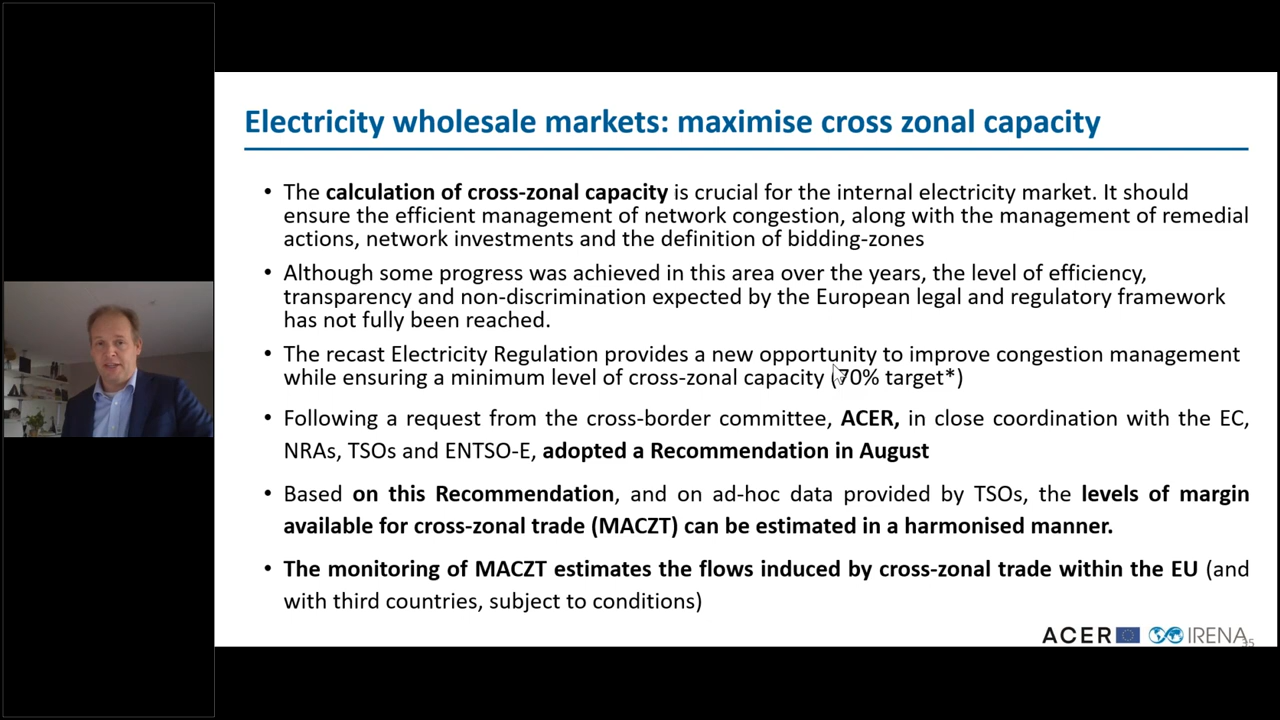 Electricity wholesale markets: maximise cross zonal capacity
• The calculation of cross-zonal capacity is crucial for the internal electricity market. It should
ensure the efficient management of network congestion, along with the management of remedial
actions, network investments and the definition of bidding-zones
• Although some progress was achieved in this area over the years, the level of efficiency,
transparency and non-discrimination expected by the European legal and regulatory framework
has not fully been reached.
• The recast Electricity Regulation provides a new opportunity to improve congestion management
while ensuring a minimum level of cross-zonal capacity (70% target*)
• Following a request from the cross-border committee, ACER, in close coordination with the EC,
NRAs, TSOs and ENTSO-E, adopted a Recommendation in August
• Based on this Recommendation, and on ad-hoc data provided by TSOs, the levels of margin
available for cross-zonal trade (MACZT) can be estimated in a harmonised manner.
• The monitoring of MACZT estimates the flows induced by cross-zonal trade within the EU (and
with third countries, subject to conditions)
ACER IRENA 35